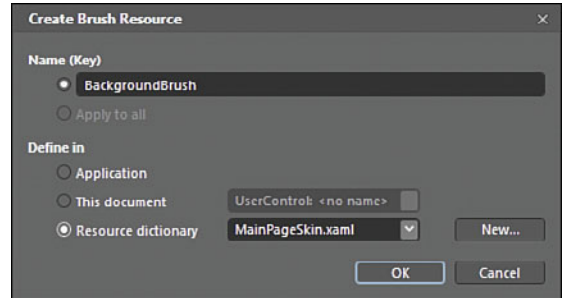 Create Brush Resource
Name (Key)
BackgroundBrush
Apply to all
Define in
Application
This document UserControl: <no name>
Resource dictionary MainPageSkin.xaml New...
OK Cancel